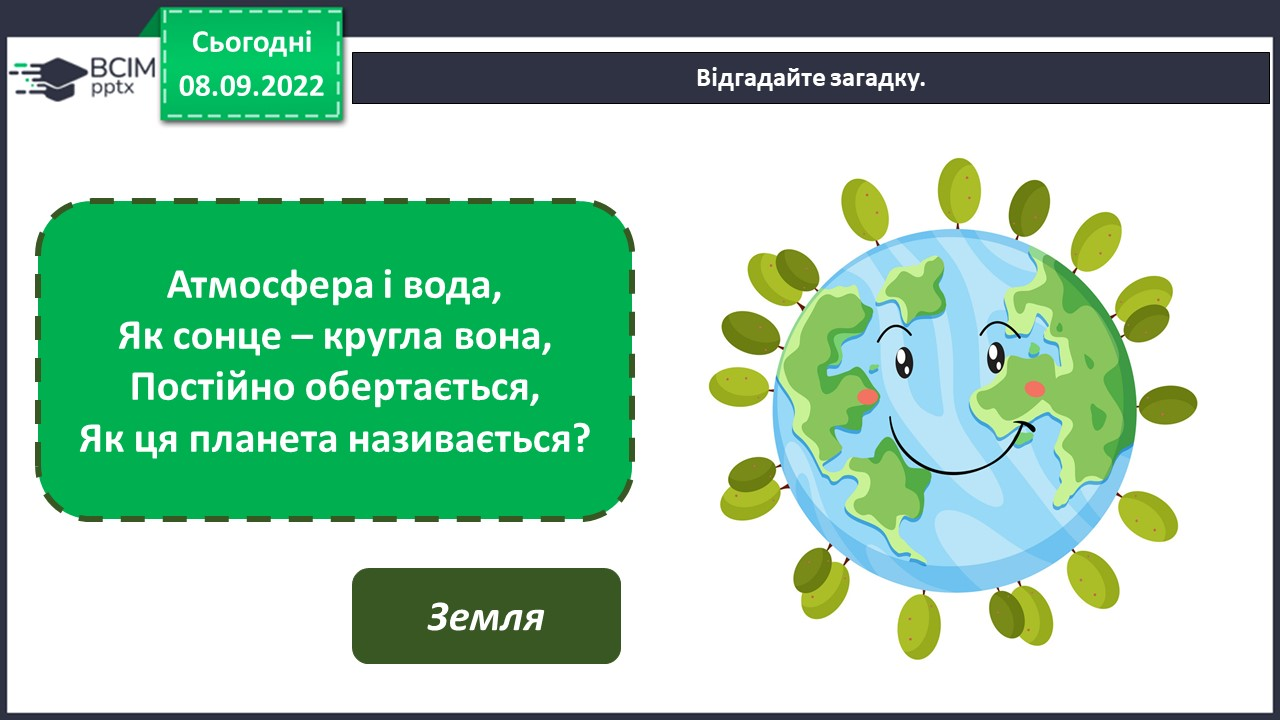 Сьогодні
08.09.2022
ВСІМ
pptx
Відгадайте загадку.
Атмосфера і вода,
Як сонце – кругла вона,
Постійно обертається,
Як ця планета називається?
Земля